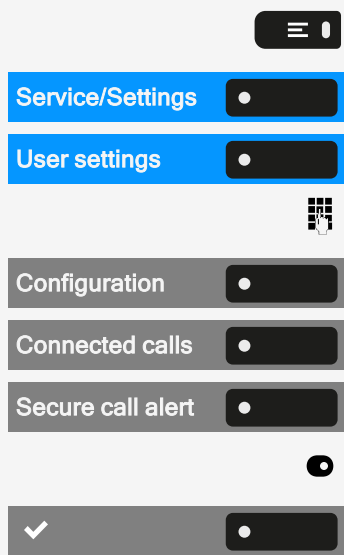 Service/Settings
User settings
Configuration
Connected calls
Secure call alert